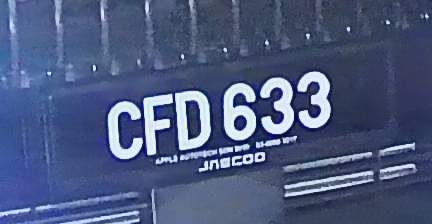 CFD 633
APPLE AUTOTECH SDN BHD
JAECOO